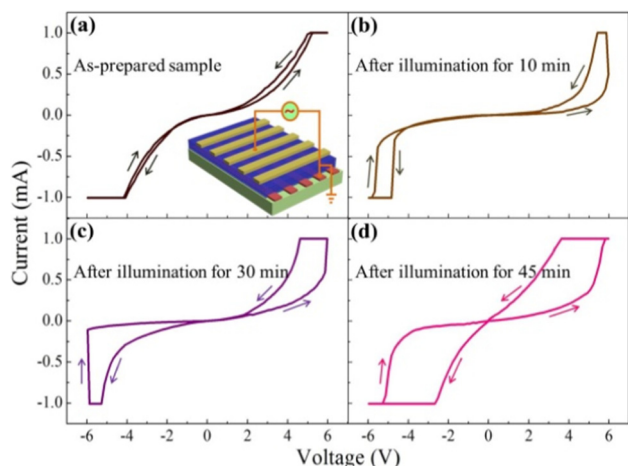 (a)
As-prepared sample
(b)
After illumination for 10 min
1.0
0.5
0.0
-0.5
-1.0
~
(c)
After illumination for 30 min
(d)
After illumination for 45 min
1.0
0.5
0.0
0.5
1.0
-6 -4 -2 0 2 4 6
-6 -4 -2 0 2 4 6
Current (mA)
Voltage (V)